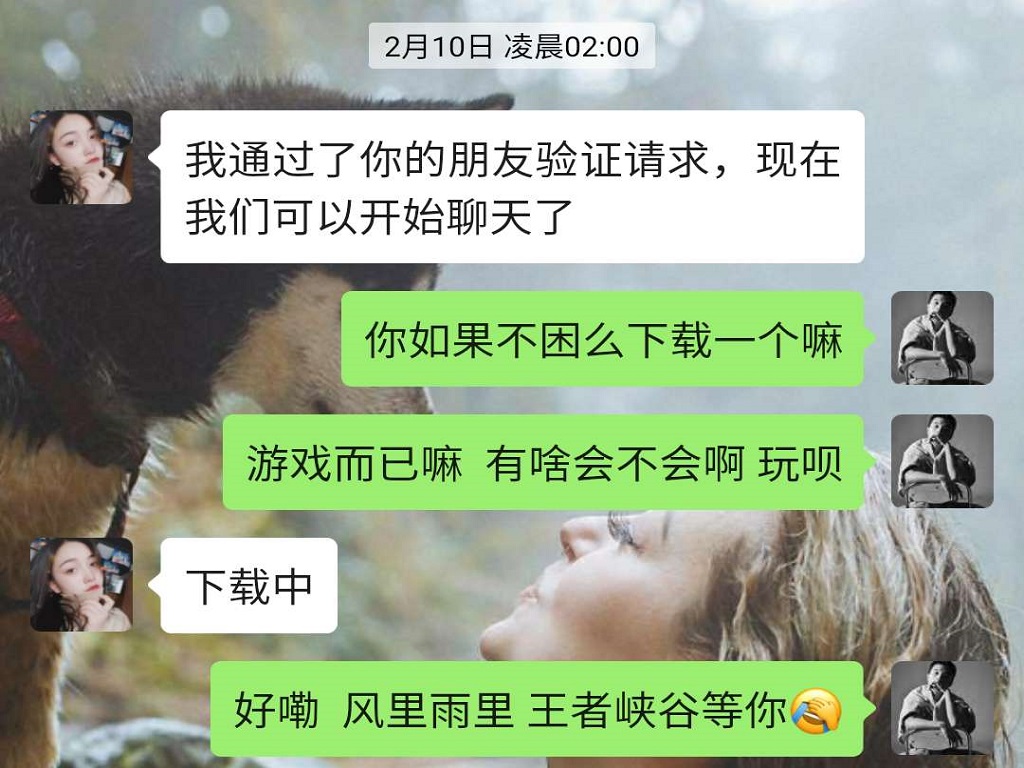 2月10日 凌晨02:00
我通过了你的朋友验证请求，现在
我们可以开始聊天了
你如果不困么下载一个嘛
游戏而已嘛 有啥会不会啊 玩呗
下载中
好嘞 风里雨里 王者峡谷等你🤦